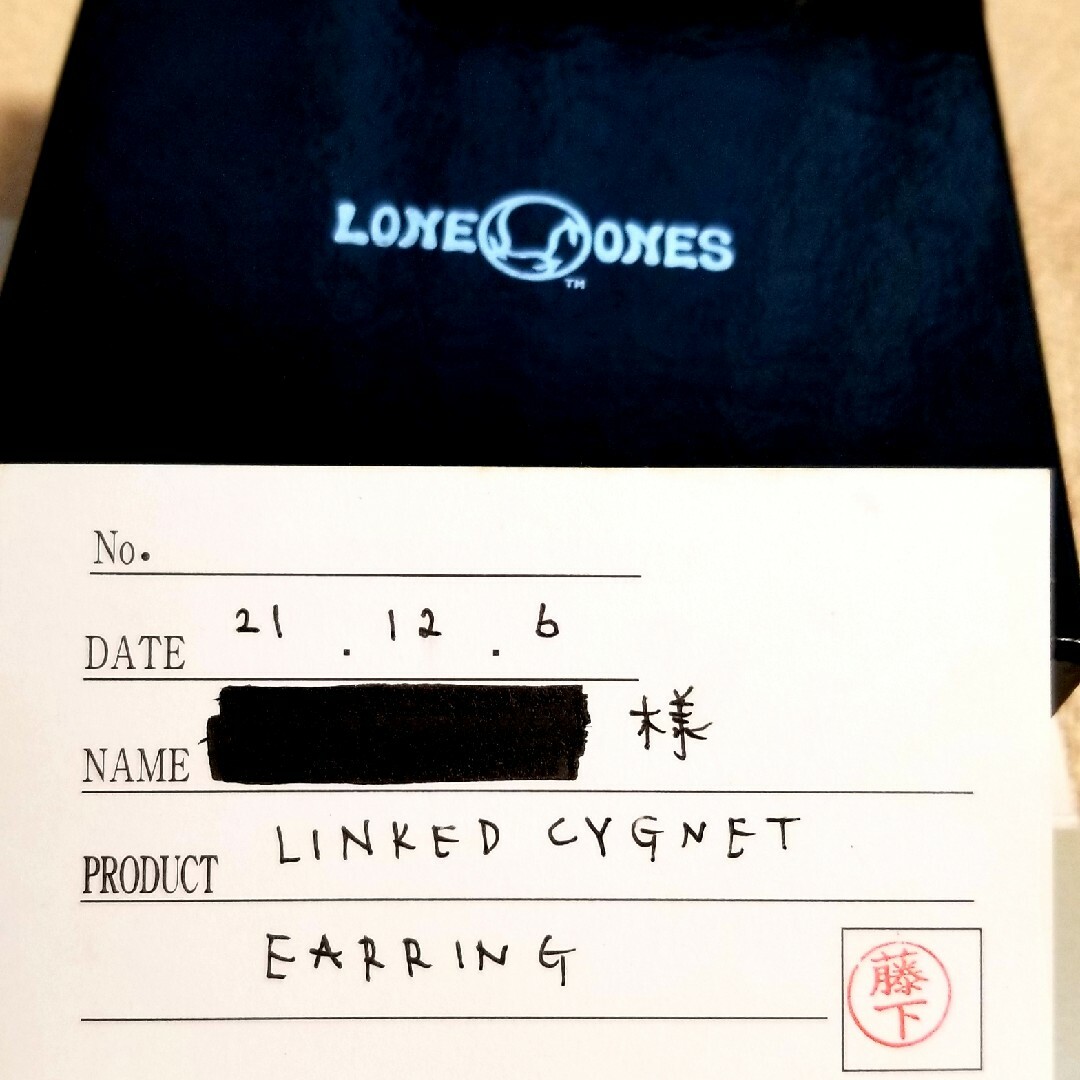 LONE ONES
TM
No.
DATE 21 . 12 . 6
NAME 様
PRODUCT LINKED CYGNET
EARRING
藤下